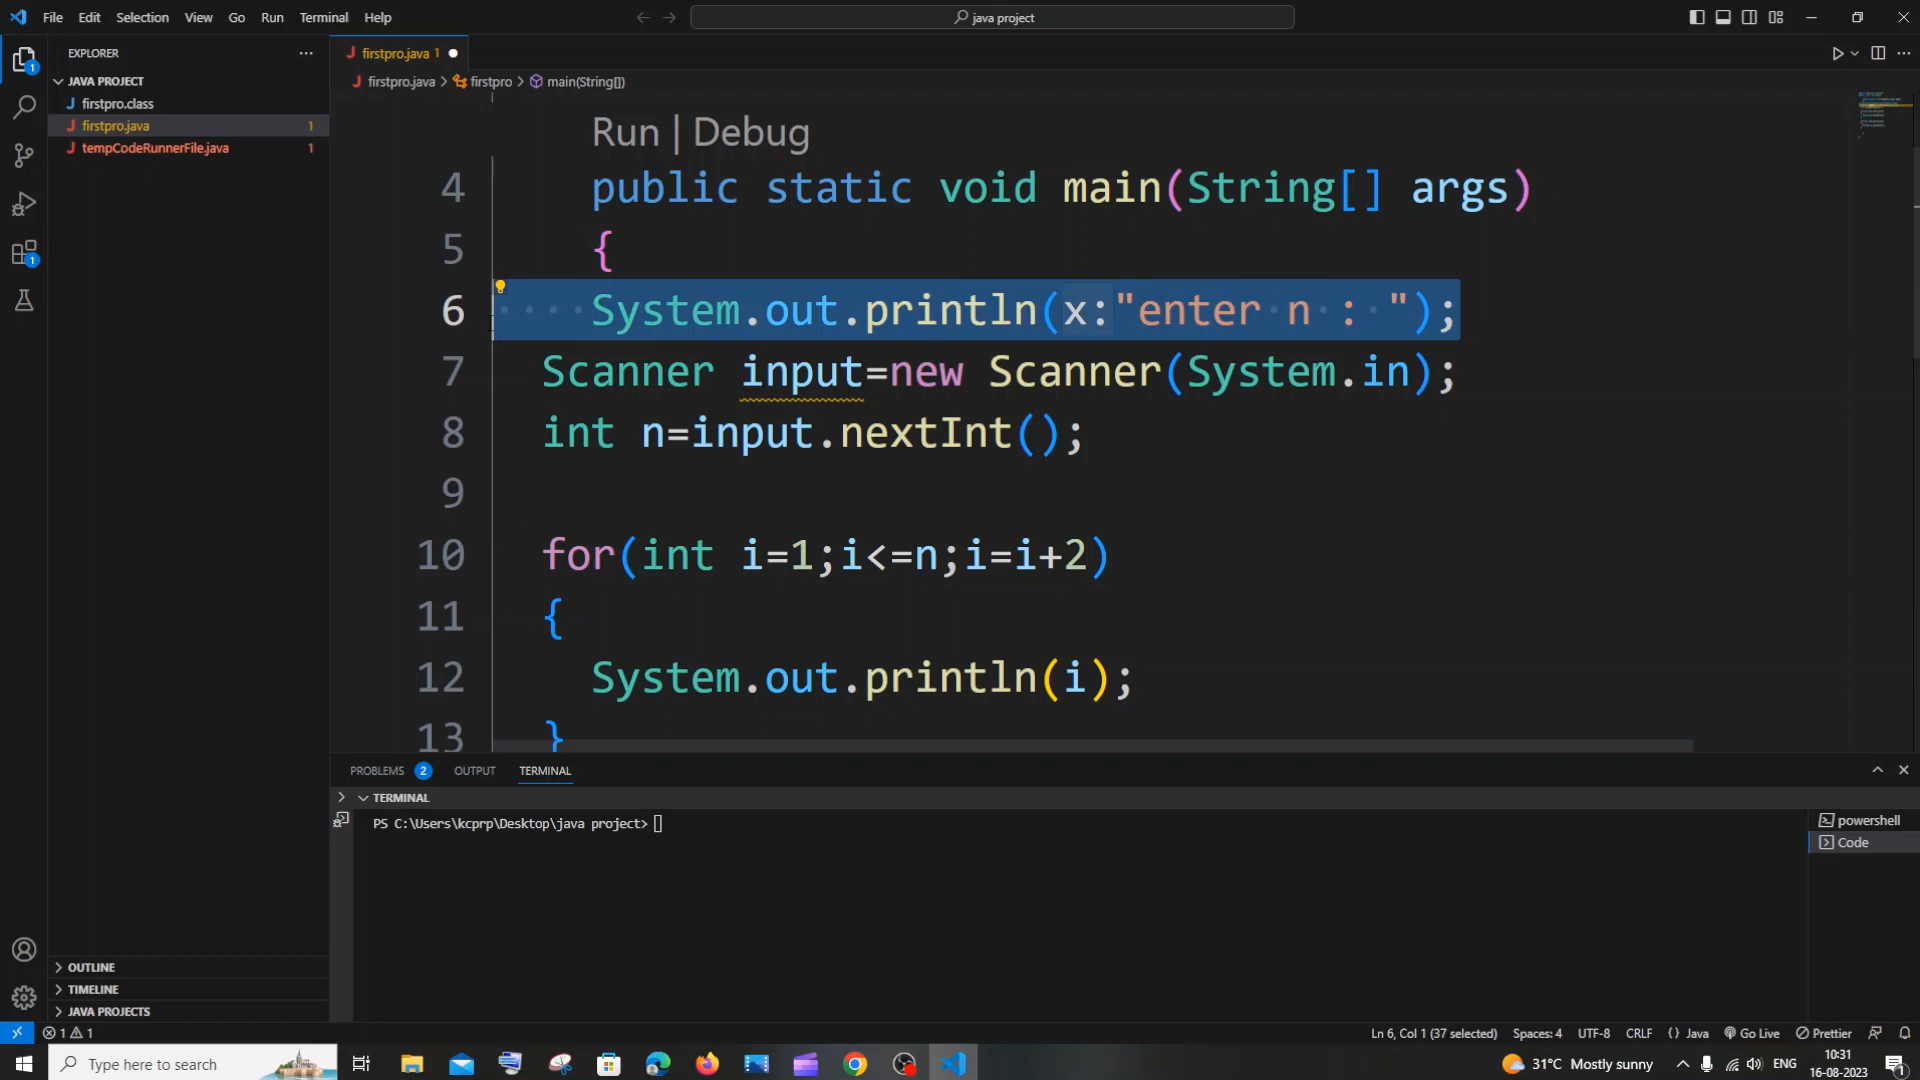 File Edit Selection View Go Run Terminal Help
java project
EXPLORER
JAVA PROJECT
firstpro.class
firstpro.java 1
tempCodeRunnerFile.java 1
OUTLINE
TIMELINE
JAVA PROJECTS
firstpro.java 1
firstpro.java > firstpro > main(String[])
Run | Debug
4 public static void main(String[] args)
5 {
6 System.out.println(x:"enter n : ");
7 Scanner input=new Scanner(System.in);
8 int n=input.nextInt();
9
10 for(int i=1;i<=n;i=i+2)
11 {
12 System.out.println(i);
13 }
PROBLEMS 2 OUTPUT TERMINAL
TERMINAL
PS C:\Users\kcprp\Desktop\java project>
powershell
Code
1 1
Ln 6, Col 1 (37 selected) Spaces: 4 UTF-8 CRLF {} Java Go Live Prettier
Type here to search
31°C Mostly sunny
ENG
10:31
16-08-2023
1